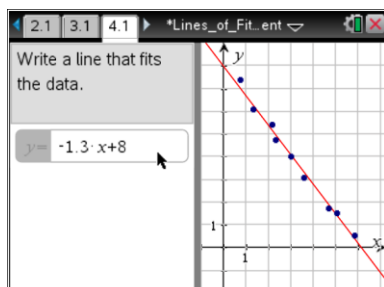 2.1 3.1 4.1 *Lines_of_Fit…ent
Write a line that fits
the data.
y= -1.3·x+8
y
1
x
1